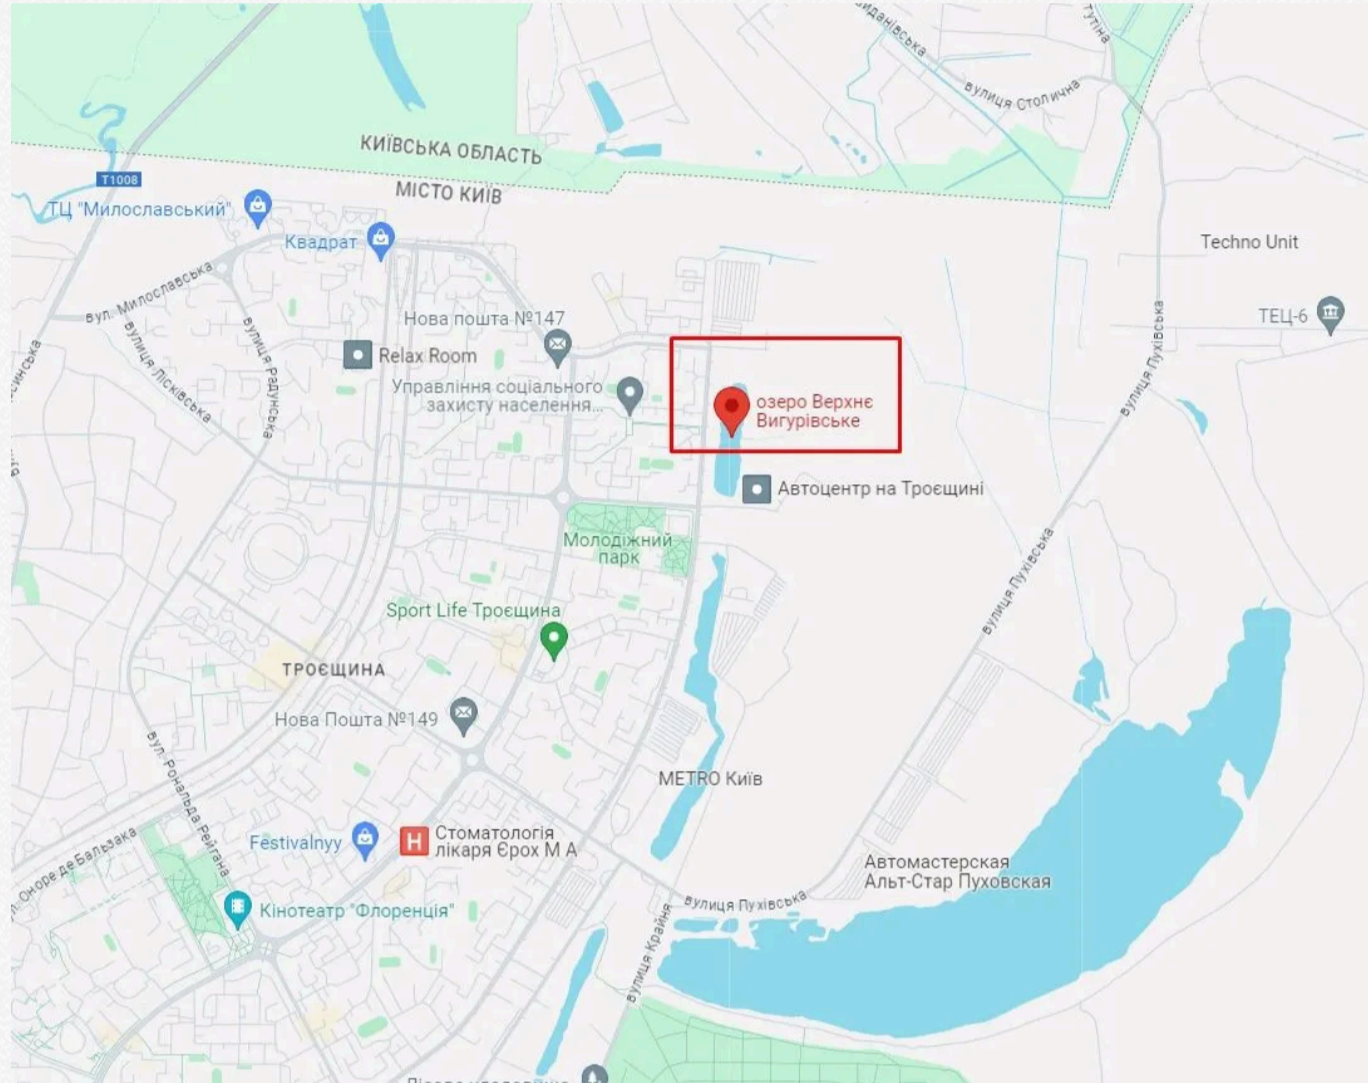 вулиця Столична
КИЇВСЬКА ОБЛАСТЬ
T1008
МІСТО КИЇВ
ТЦ "Милославський"
Квадрат
Techno Unit
вул. Милославська
Нова пошта №147
ТЕЦ-6
вулиця Лісківська
вулиця Радунська
Relax Room
Управління соціального
захисту населення...
вулиця Пухівська
озеро Верхнє
Вигурівське
Автоцентр на Троєщині
Молодіжний
парк
вулиця Пухівська
Sport Life Троєщина
ТРОЄЩИНА
Нова Пошта №149
METRO Київ
вул. Рональда Рейгана
Festivalnyy
H
Стоматологія
лікаря Єрох М А
Оноре де Бальзака
Автомастерская
Альт-Стар Пуховская
вулиця Пухівська
Кінотеатр "Флоренція"
вулиця Крайня